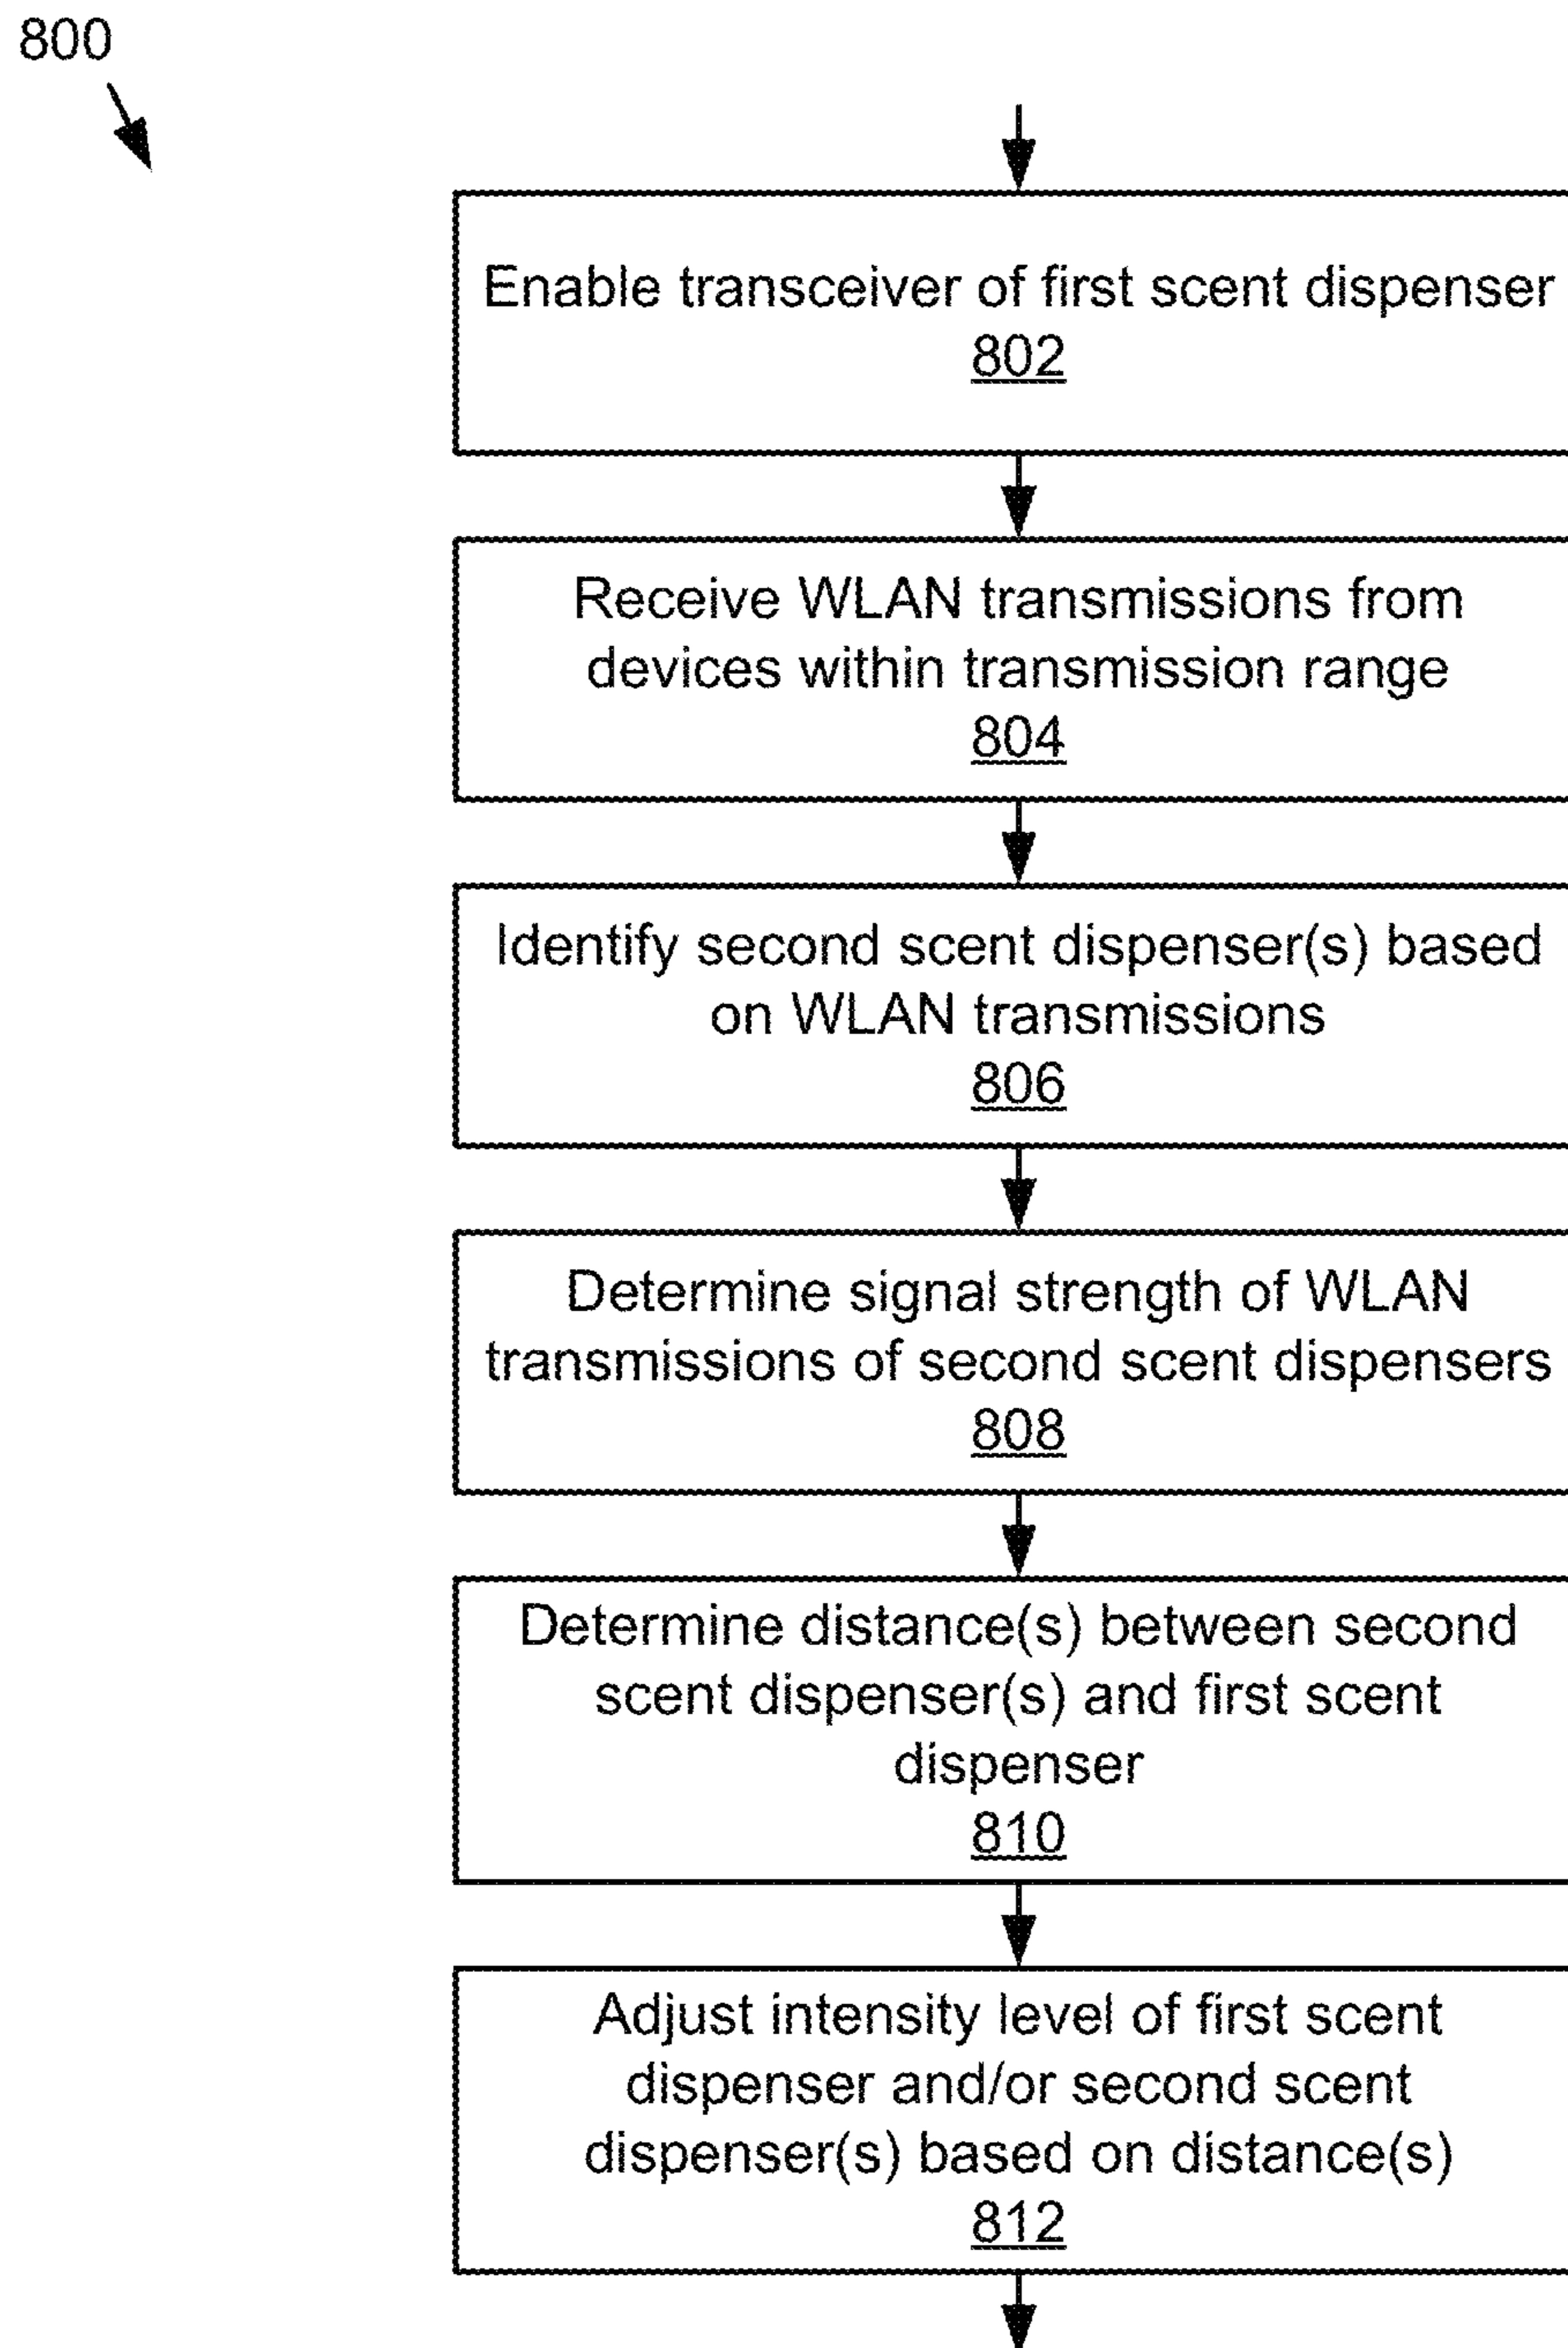 800
Enable transceiver of first scent dispenser
802
Receive WLAN transmissions from
devices within transmission range
804
Identify second scent dispenser(s) based
on WLAN transmissions
806
Determine signal strength of WLAN
transmissions of second scent dispensers
808
Determine distance(s) between second
scent dispenser(s) and first scent
dispenser
810
Adjust intensity level of first scent
dispenser and/or second scent
dispenser(s) based on distance(s)
812